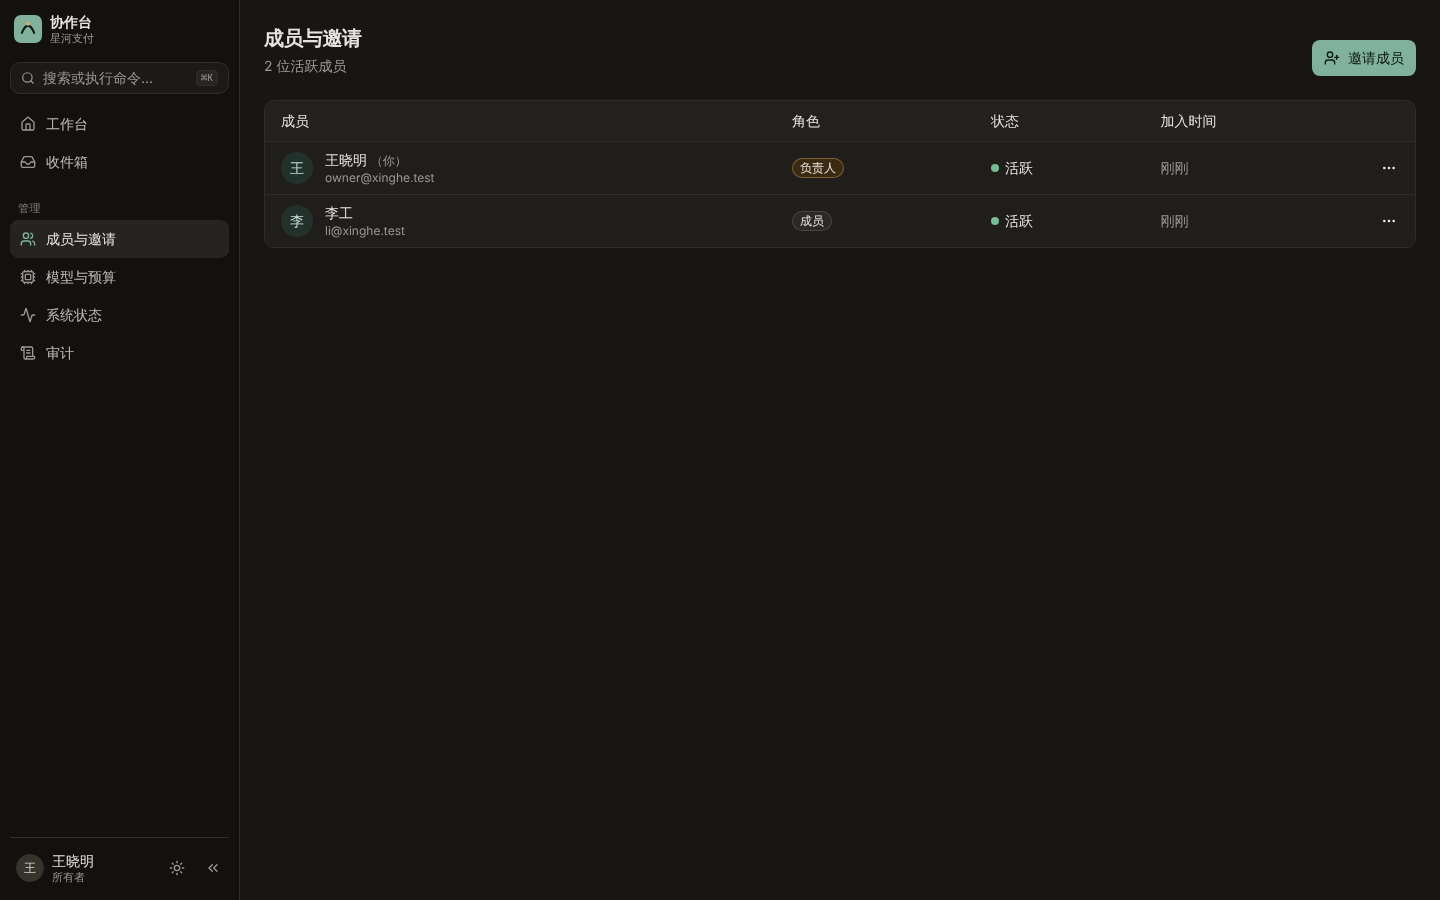 协作台
星河支付
搜索或执行命令... ⌘K
工作台
收件箱
管理
成员与邀请
模型与预算
系统状态
审计
王
王晓明
所有者
成员与邀请
2 位活跃成员
邀请成员
成员 角色 状态 加入时间
王 王晓明 （你） 负责人 活跃 刚刚
owner@xinghe.test
李 李工 成员 活跃 刚刚
li@xinghe.test